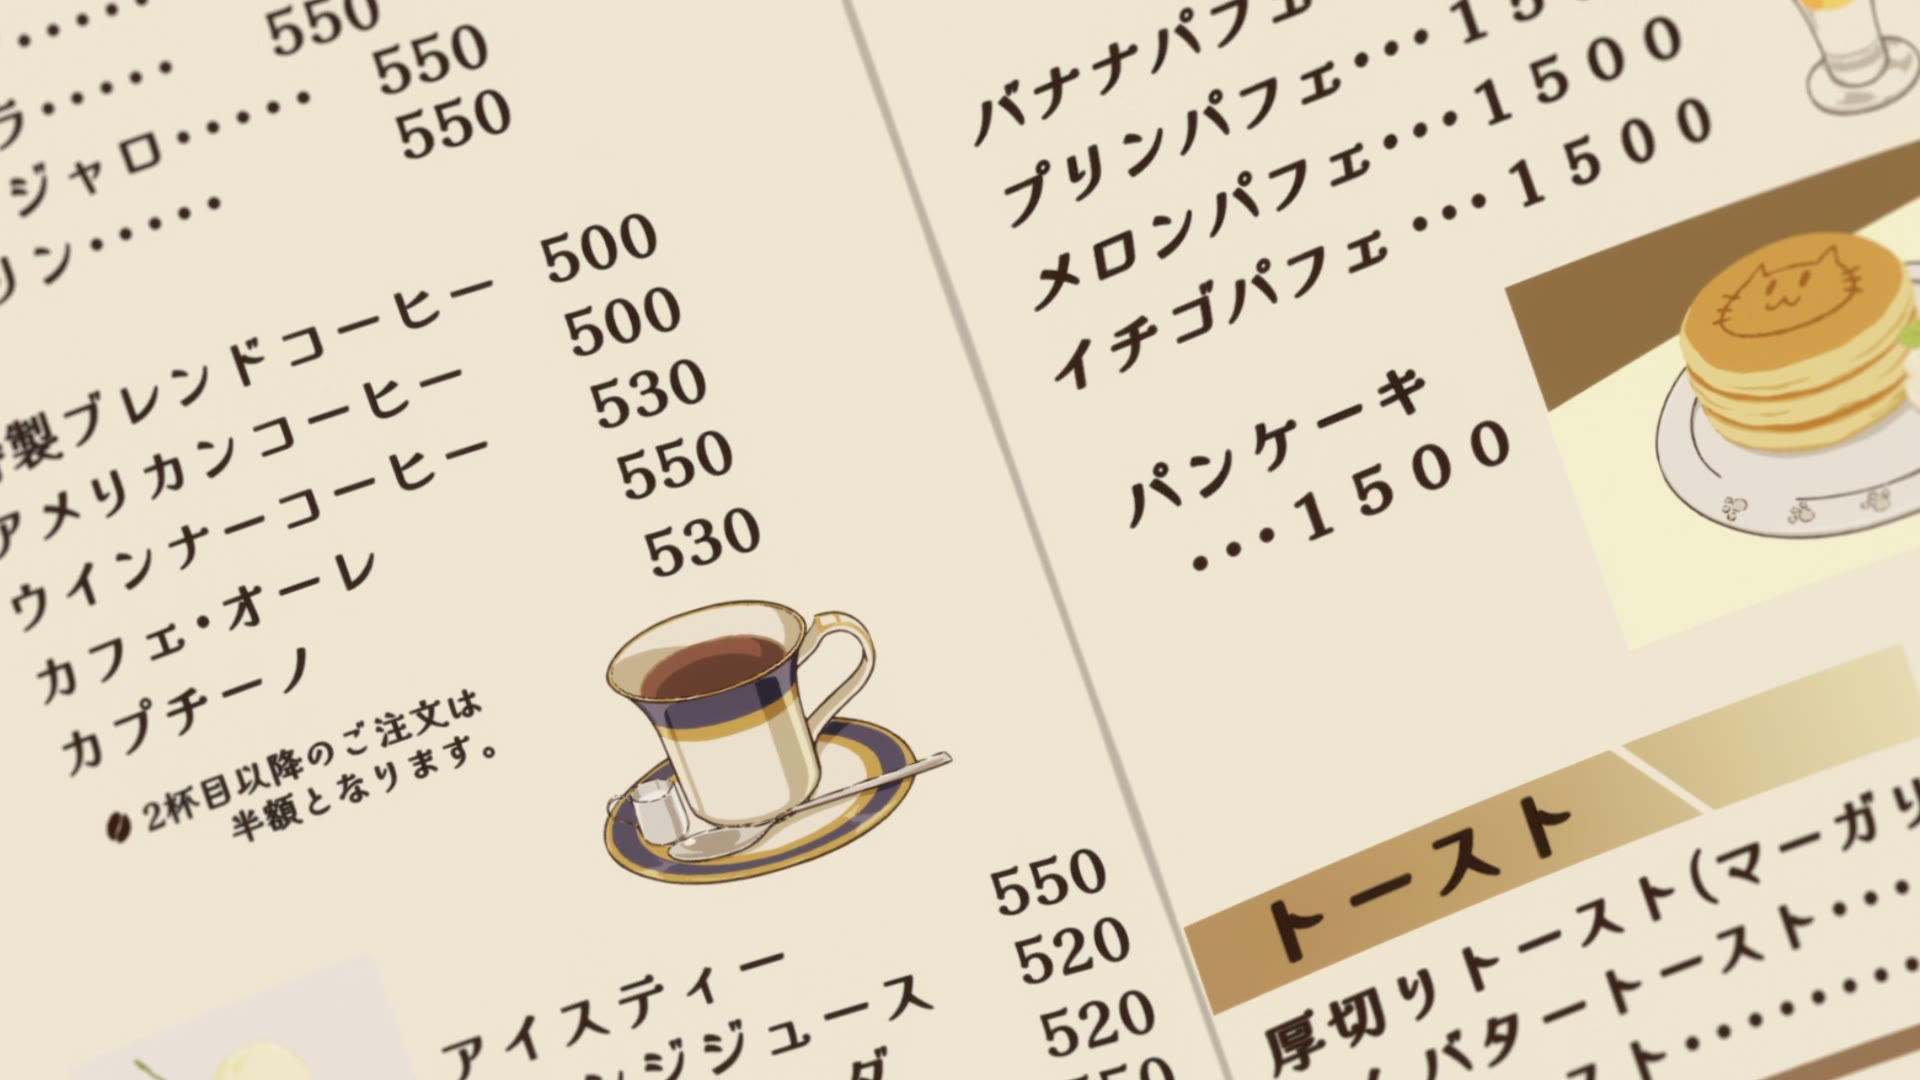 550
ラ‥‥‥ 550
ジャロ‥‥‥ 550
リン‥‥‥
製ブレンドコーヒー 500
アメリカンコーヒー 500
ウインナーコーヒー 530
カフェ・オーレ 550
カプチーノ 530
2杯目以降のご注文は
半額となります。
アイスティー 550
ンジジュース 520
ダ 520
バナナパフェ
プリンパフェ・・・15
メロンパフェ・・・1500
イチゴパフェ・・・1500
パンケーキ
・・・1500
トースト
厚切りトースト(マーガリ
バタートースト・・・
スト・・・・・・・・・